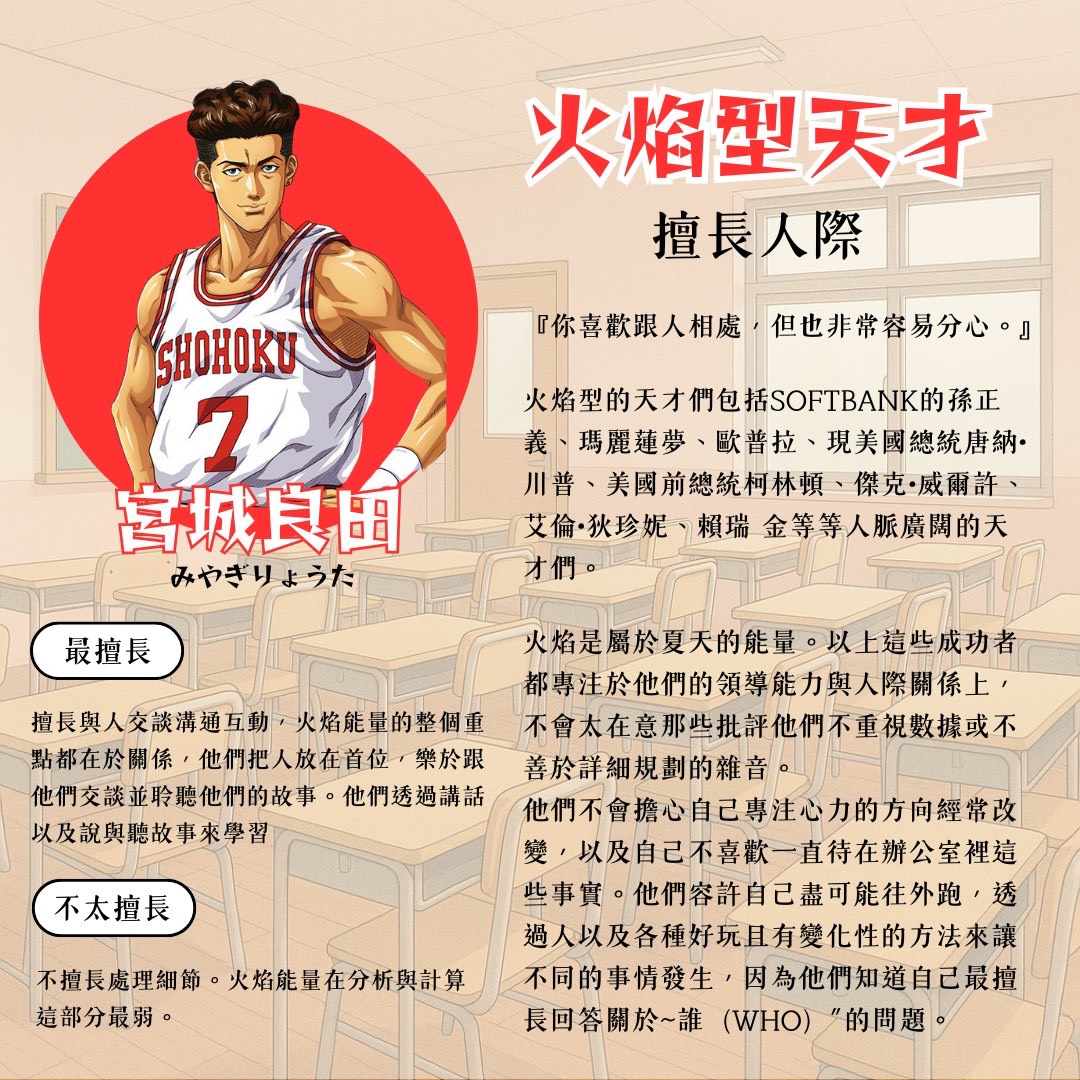 火焰型天才
擅長人際
SHOHOKU
7
宮城良田
みやぎりょうた
最擅長
擅長與人交談溝通互動，火焰能量的整個重
點都在於關係，他們把人放在首位，樂於跟
他們交談並聆聽他們的故事。他們透過講話
以及說與聽故事來學習
不太擅長
不擅長處理細節。火焰能量在分析與計算
這部分最弱。
『你喜歡跟人相處，但也非常容易分心。』
火焰型的天才們包括SOFTBANK的孫正
義、瑪麗蓮夢、歐普拉、現美國總統唐納•
川普、美國前總統柯林頓、傑克•威爾許、
艾倫•狄珍妮、賴瑞 金等等人脈廣闊的天
才們。
火焰是屬於夏天的能量。以上這些成功者
都專注於他們的領導能力與人際關係上，
不會太在意那些批評他們不重視數據或不
善於詳細規劃的雜音。
他們不會擔心自己專注心力的方向經常改
變，以及自己不喜歡一直待在辦公室裡這
些事實。他們容許自己盡可能往外跑，透
過人以及各種好玩且有變化性的方法來讓
不同的事情發生，因為他們知道自己最擅
長回答關於~誰（WHO）"的問題。